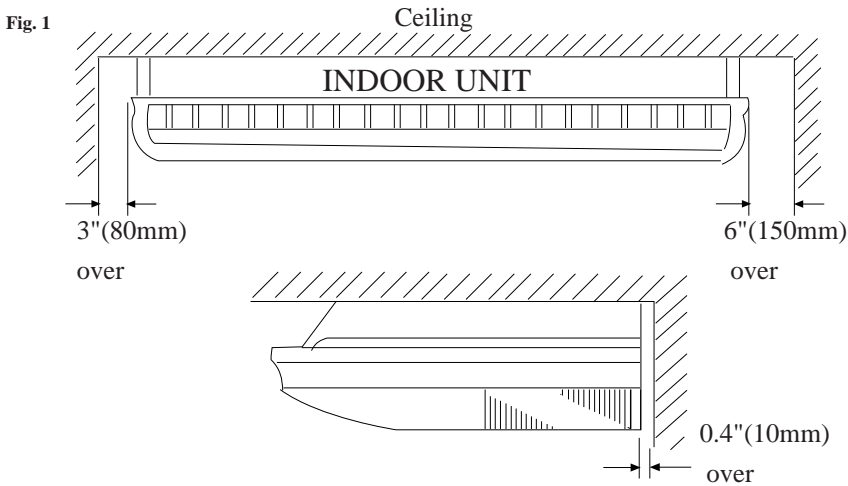 Fig. 1
Ceiling
INDOOR UNIT
3"(80mm)
over
6"(150mm)
over
0.4"(10mm)
over